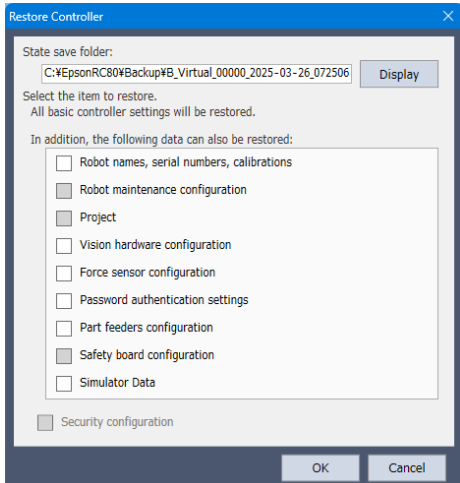 Restore Controller
State save folder:
C:¥EpsonRC80¥Backup¥B_Virtual_00000_2025-03-26_072506
Display
Select the item to restore.
All basic controller settings will be restored.
In addition, the following data can also be restored:
Robot names, serial numbers, calibrations
Robot maintenance configuration
Project
Vision hardware configuration
Force sensor configuration
Password authentication settings
Part feeders configuration
Safety board configuration
Simulator Data
Security configuration
OK
Cancel